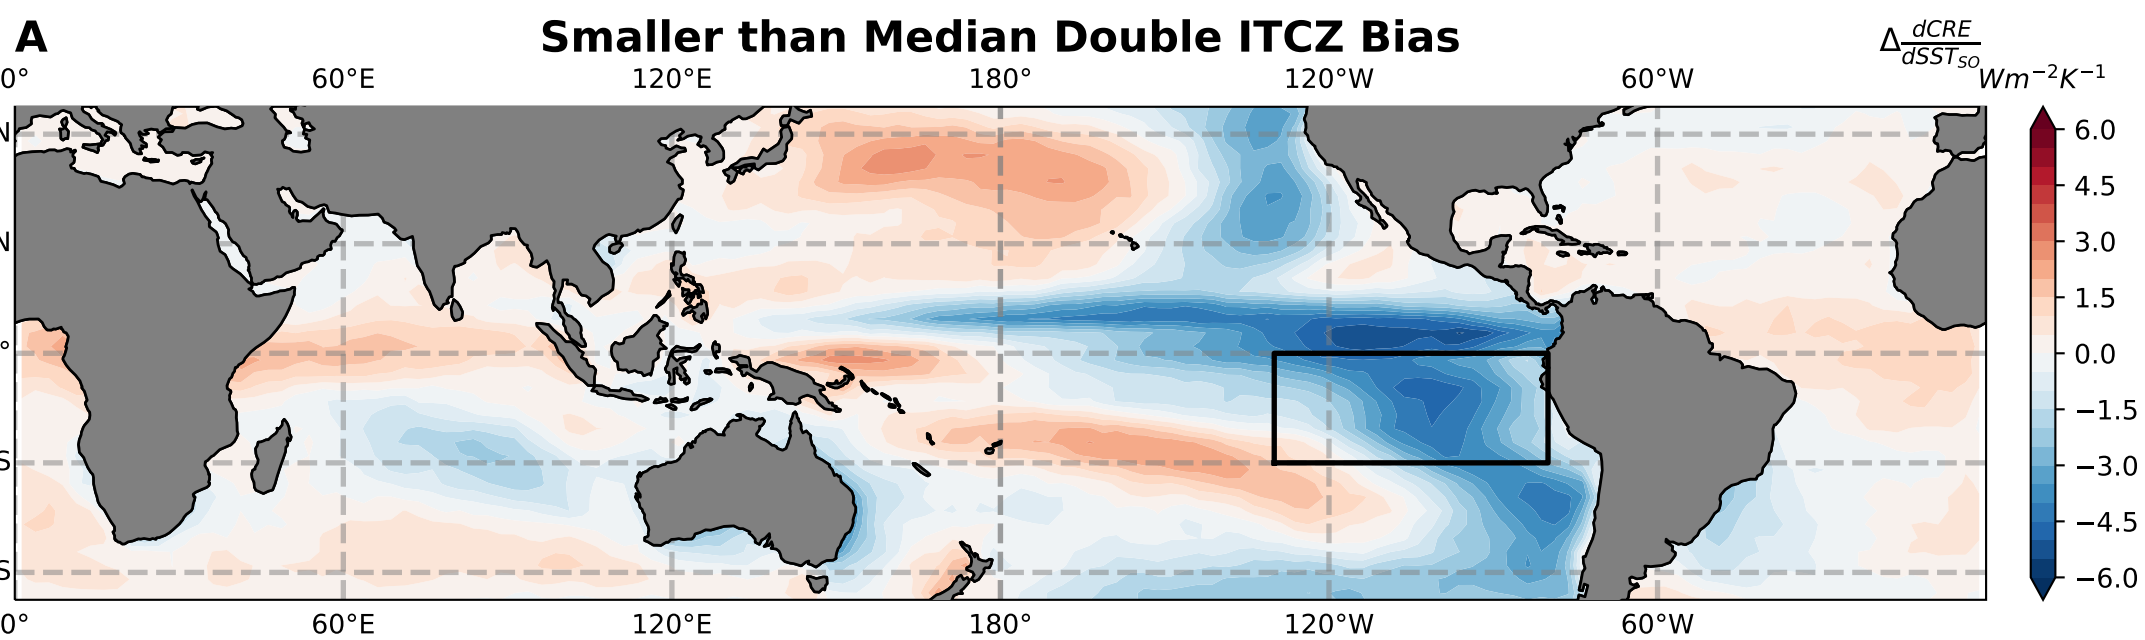 A
Smaller than Median Double ITCZ Bias
Δ dCRE/dSST_SO
Wm⁻²K⁻¹
0° 60°E 120°E 180° 120°W 60°W
N
N
°
S
S
6.0
4.5
3.0
1.5
0.0
−1.5
−3.0
−4.5
−6.0
0° 60°E 120°E 180° 120°W 60°W